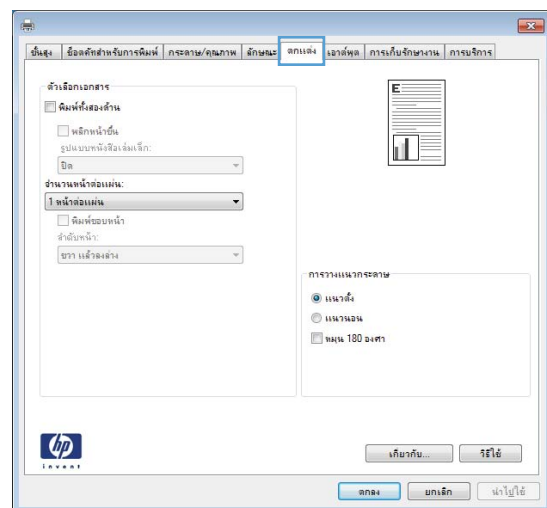 ขั้นสูง ช็อตคัทสำหรับการพิมพ์ กระดาษ/คุณภาพ ลักษณะ ตกแต่ง เอาต์พุต การเก็บรักษางาน การบริการ
ตัวเลือกเอกสาร
พิมพ์ทั้งสองด้าน
พลิกหน้าขึ้น
รูปแบบหนังสือเล่มเล็ก:
ปิด
จำนวนหน้าต่อแผ่น:
1 หน้าต่อแผ่น
พิมพ์ขอบหน้า
ลำดับหน้า:
ขวา แล้วลงล่าง
E
การวางแนวกระดาษ
แนวตั้ง
แนวนอน
หมุน 180 องศา
hp
invent
เกี่ยวกับ... วิธีใช้
ตกลง ยกเลิก นำไปใช้